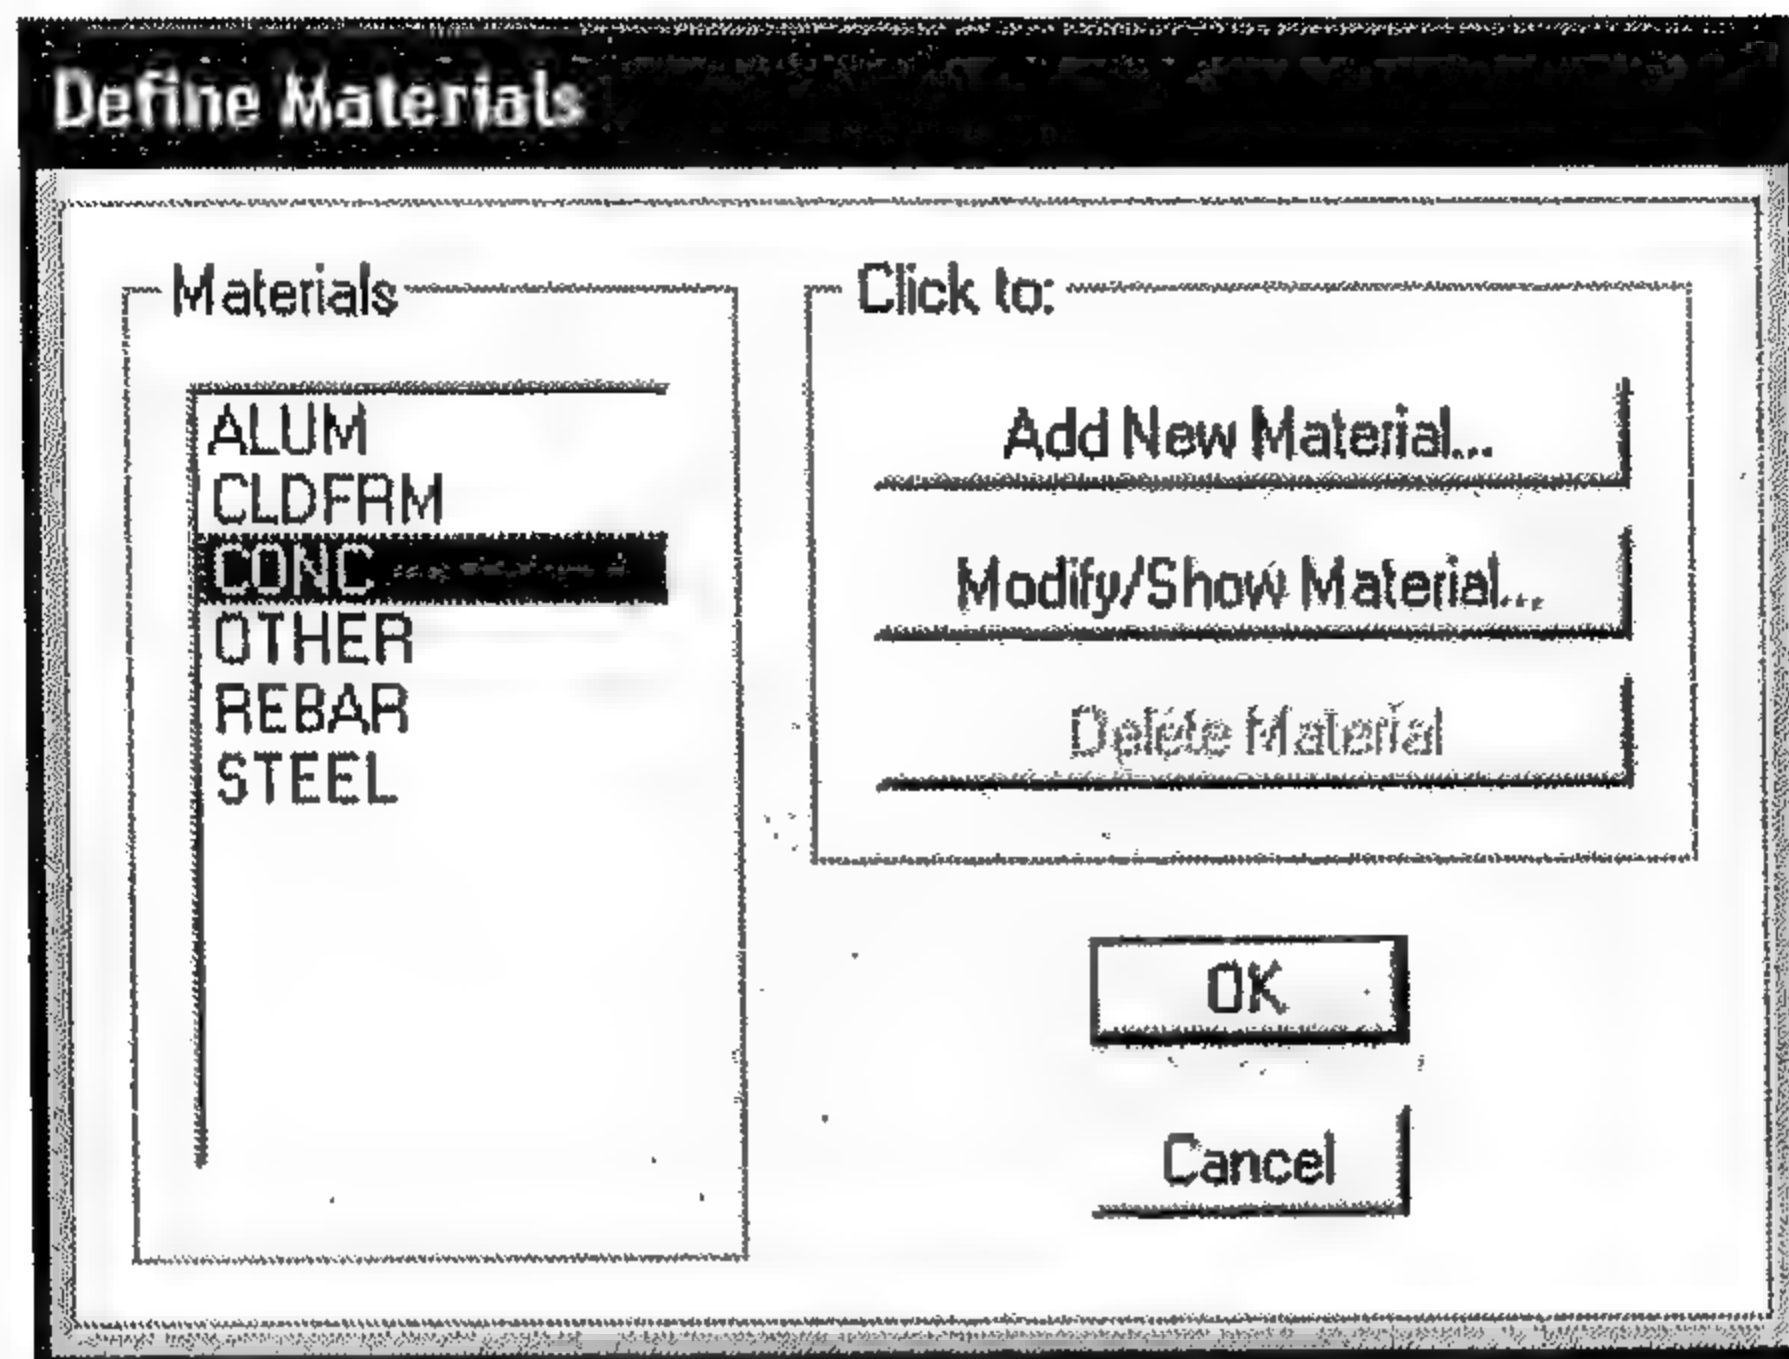 Define Materials
Materials
ALUM
CLDFRM
CONC
OTHER
REBAR
STEEL
Click to:
Add New Material...
Modify/Show Material...
Delete Material
OK
Cancel